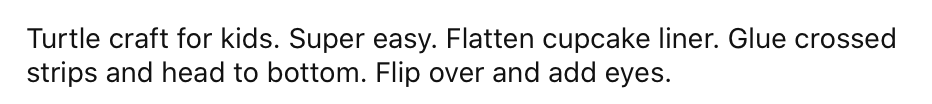 Turtle craft for kids. Super easy. Flatten cupcake liner. Glue crossed
strips and head to bottom. Flip over and add eyes.